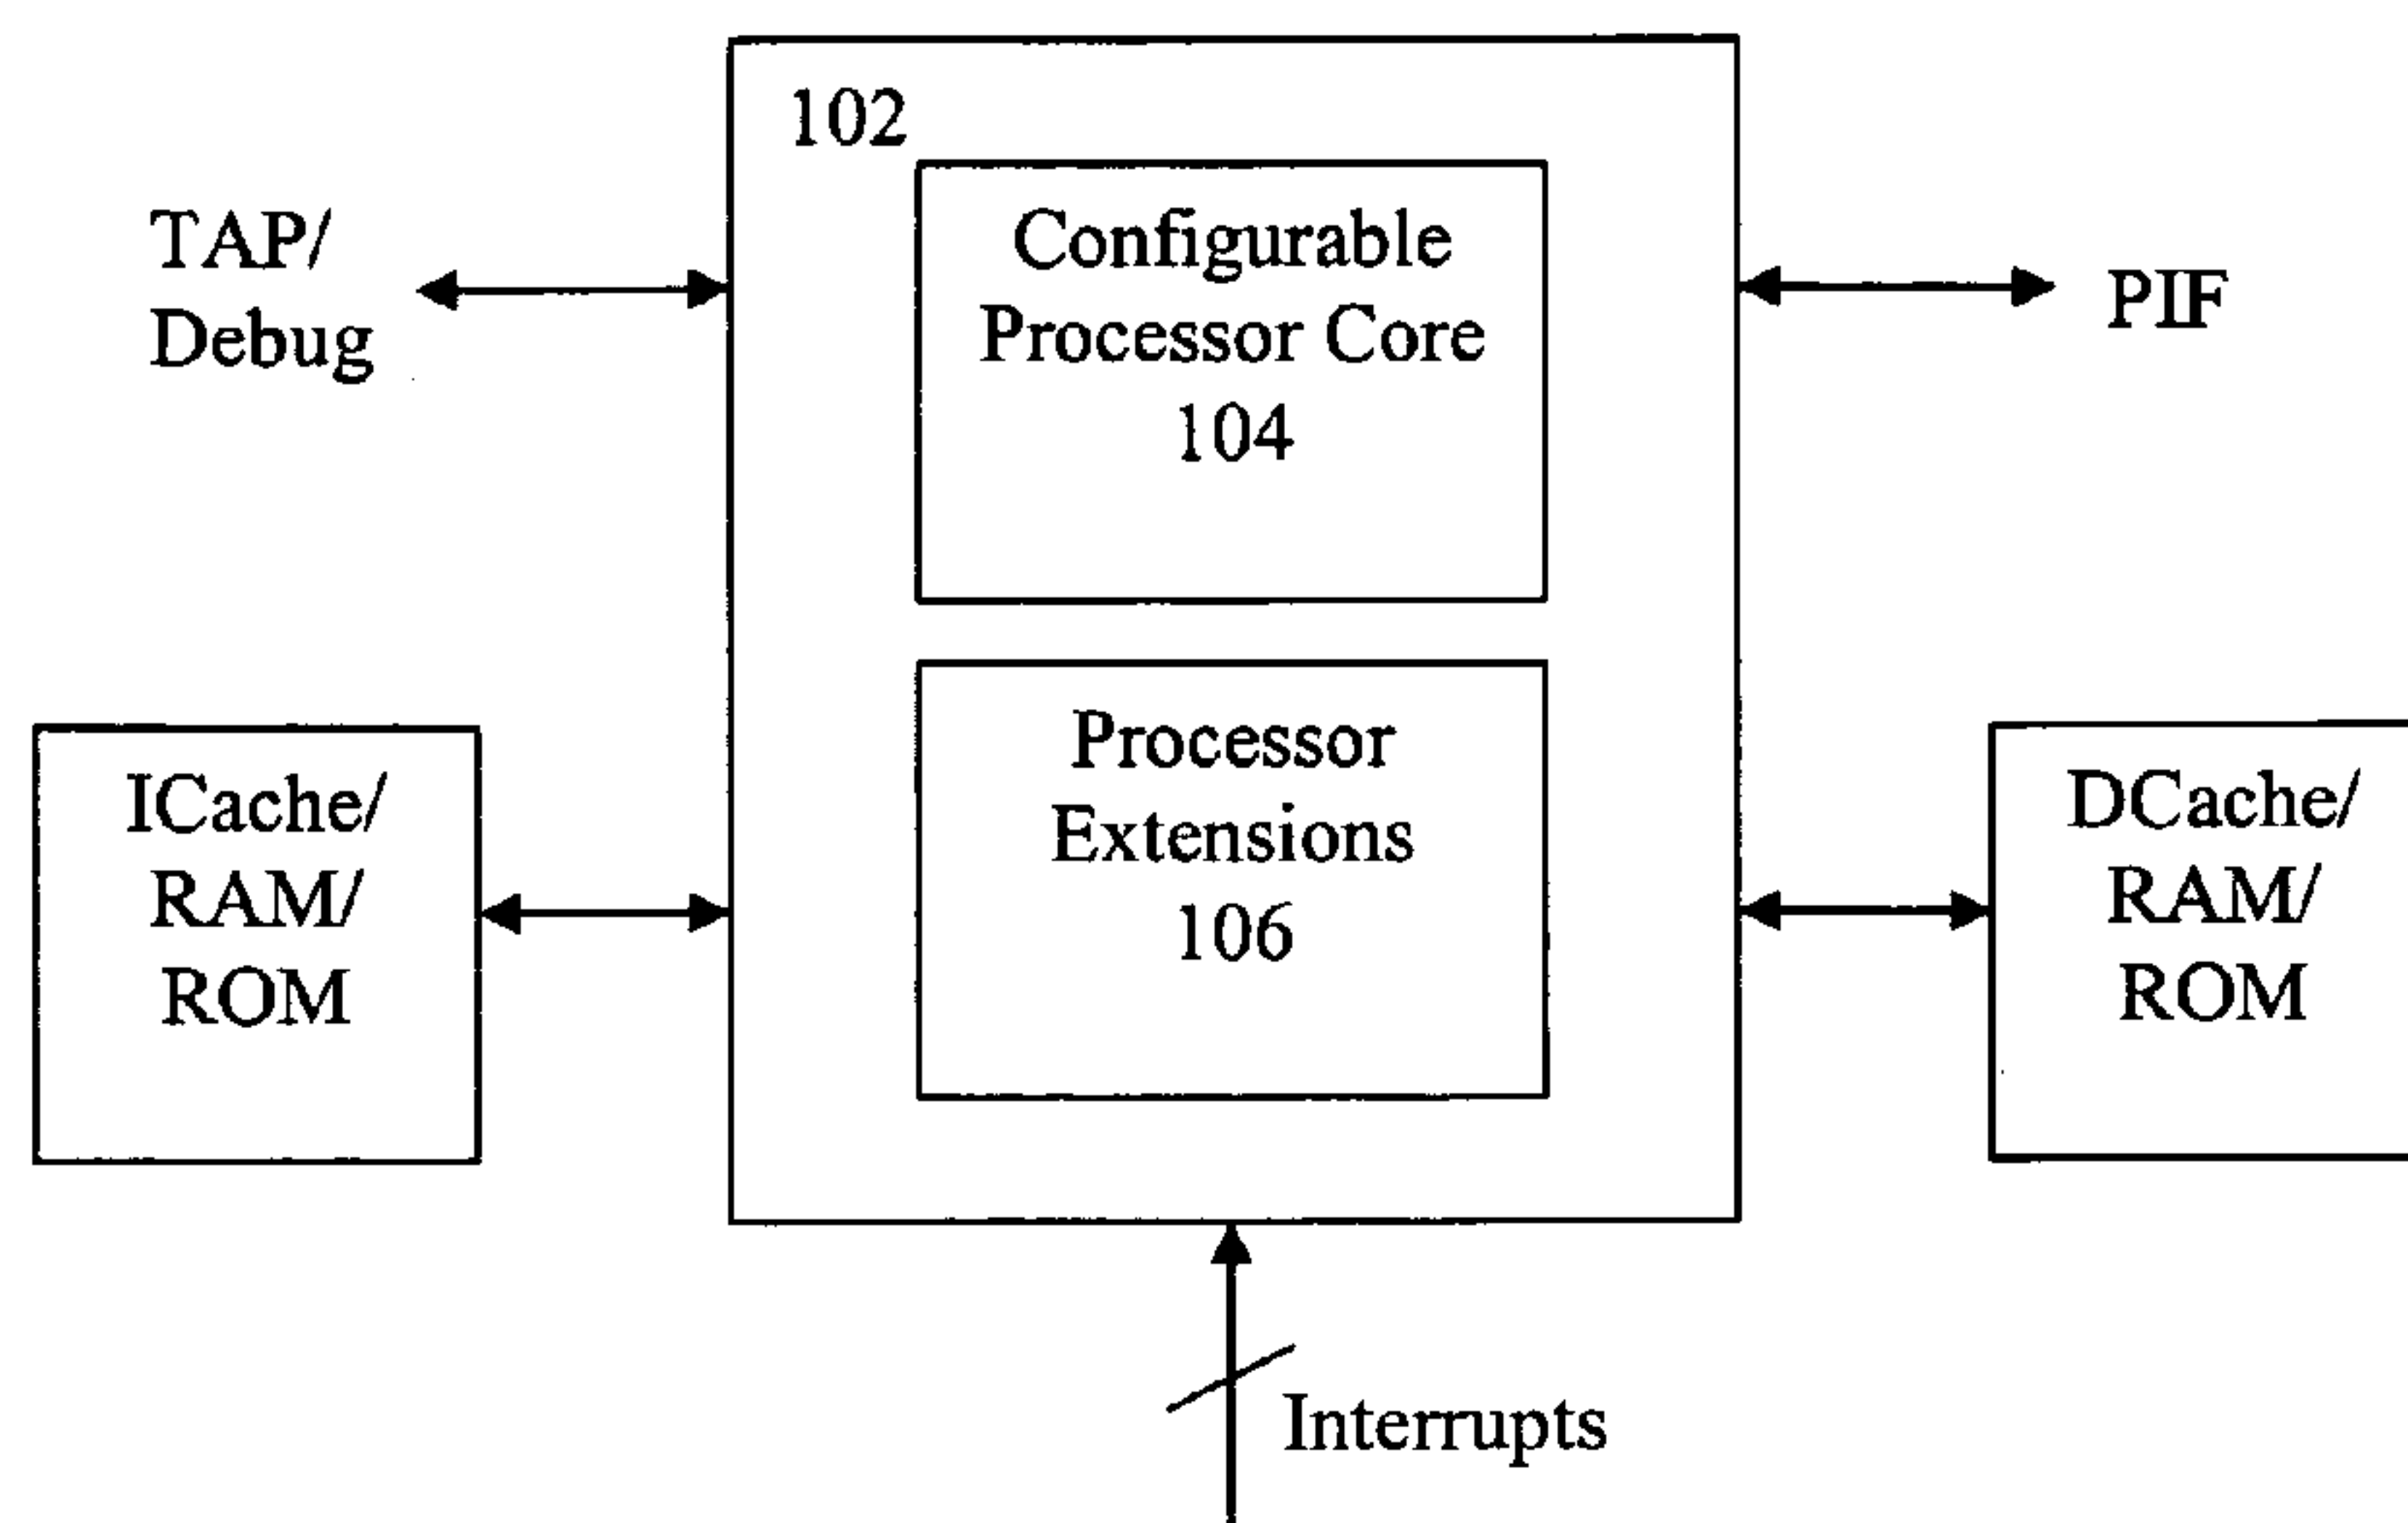 102
Configurable
Processor Core
104
TAP/
Debug
PIF
Processor
Extensions
106
ICache/
RAM/
ROM
DCache/
RAM/
ROM
Interrupts